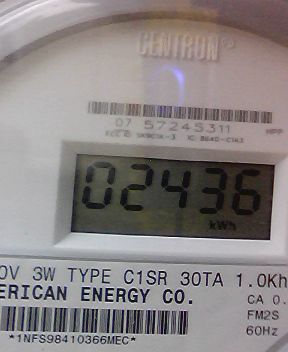 CENTRON
07 57245311
HPP
02436
kWh
0V 3W TYPE C1SR 30TA 1.0Kh
ERICAN ENERGY CO.
CA 0.
FM2S
60Hz
*1NFS98410366MEC*